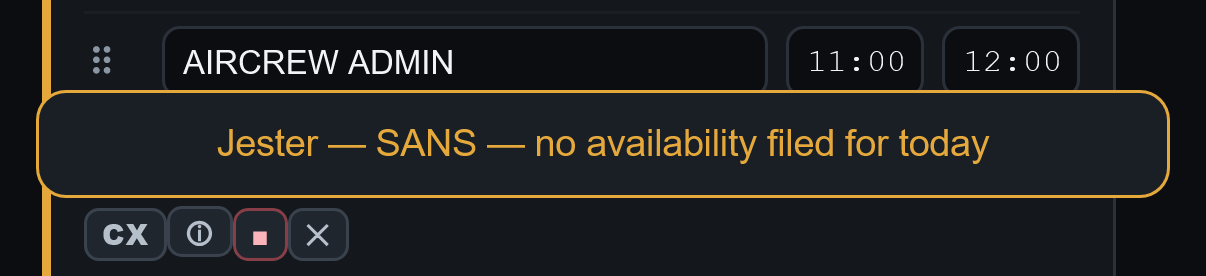 AIRCREW ADMIN 11:00 12:00
Jester — SANS — no availability filed for today
CX